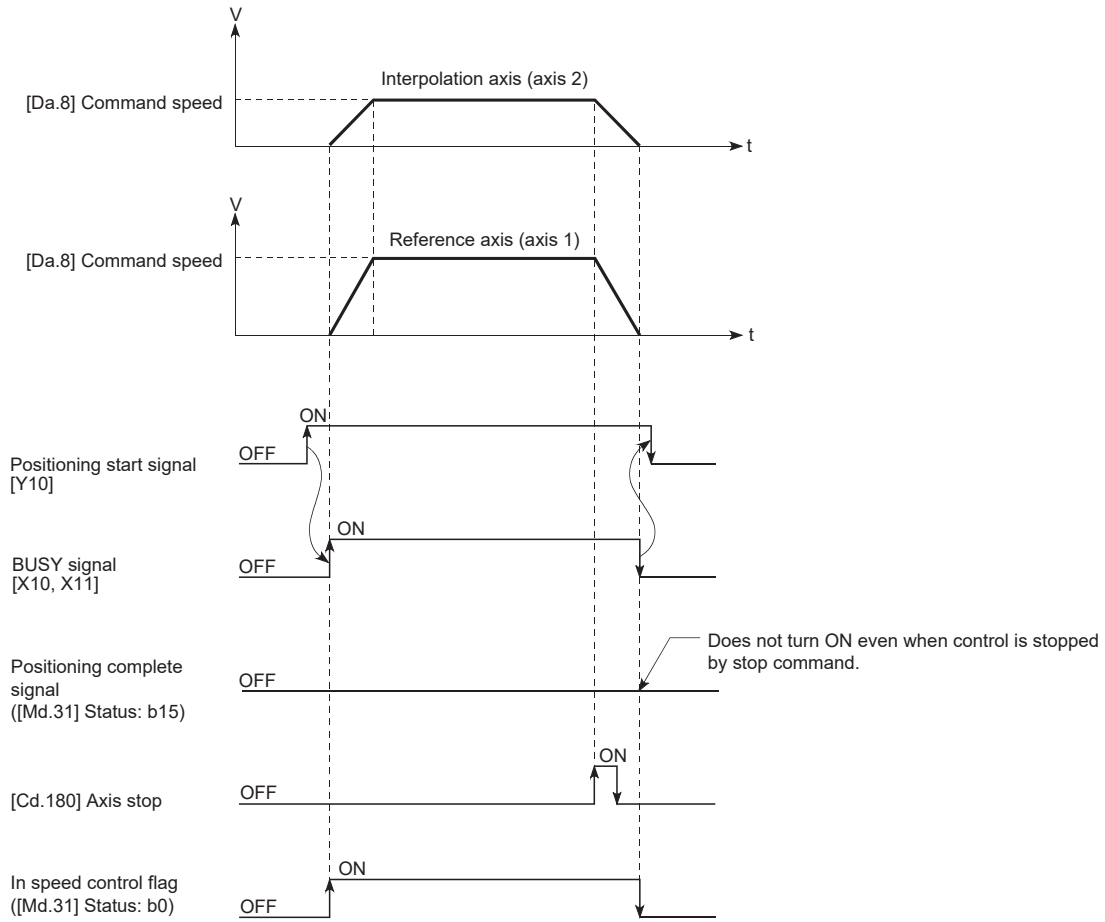 V
Interpolation axis (axis 2)
[Da.8] Command speed
t
V
Reference axis (axis 1)
[Da.8] Command speed
t
ON
OFF
Positioning start signal
[Y10]
ON
OFF
BUSY signal
[X10, X11]
Does not turn ON even when control is stopped
by stop command.
OFF
Positioning complete
signal
([Md.31] Status: b15)
ON
OFF
[Cd.180] Axis stop
ON
OFF
In speed control flag
([Md.31] Status: b0)